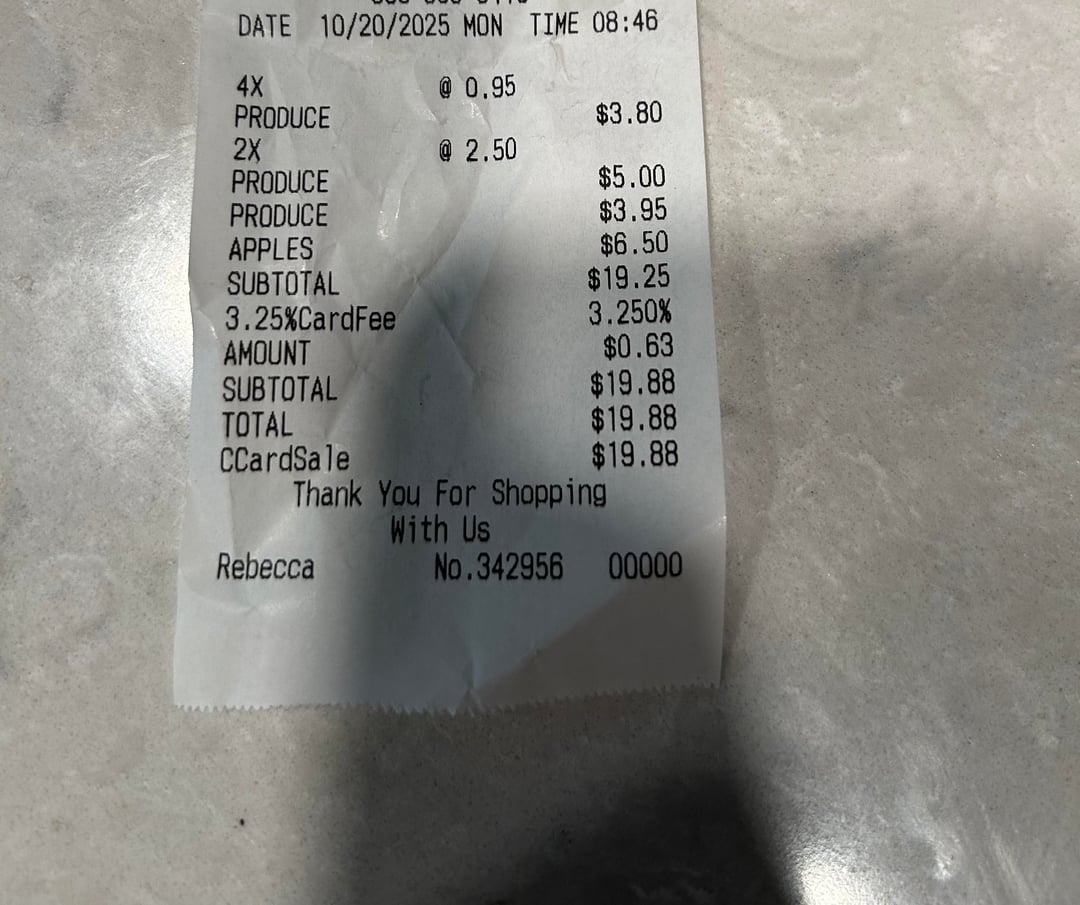 DATE 10/20/2025 MON TIME 08:46
4X @ 0.95
PRODUCE $3.80
2X @ 2.50
PRODUCE $5.00
PRODUCE $3.95
APPLES $6.50
SUBTOTAL $19.25
3.25%CardFee 3.250%
AMOUNT $0.63
SUBTOTAL $19.88
TOTAL $19.88
CCardSale $19.88
Thank You For Shopping
With Us
Rebecca No.342956 00000